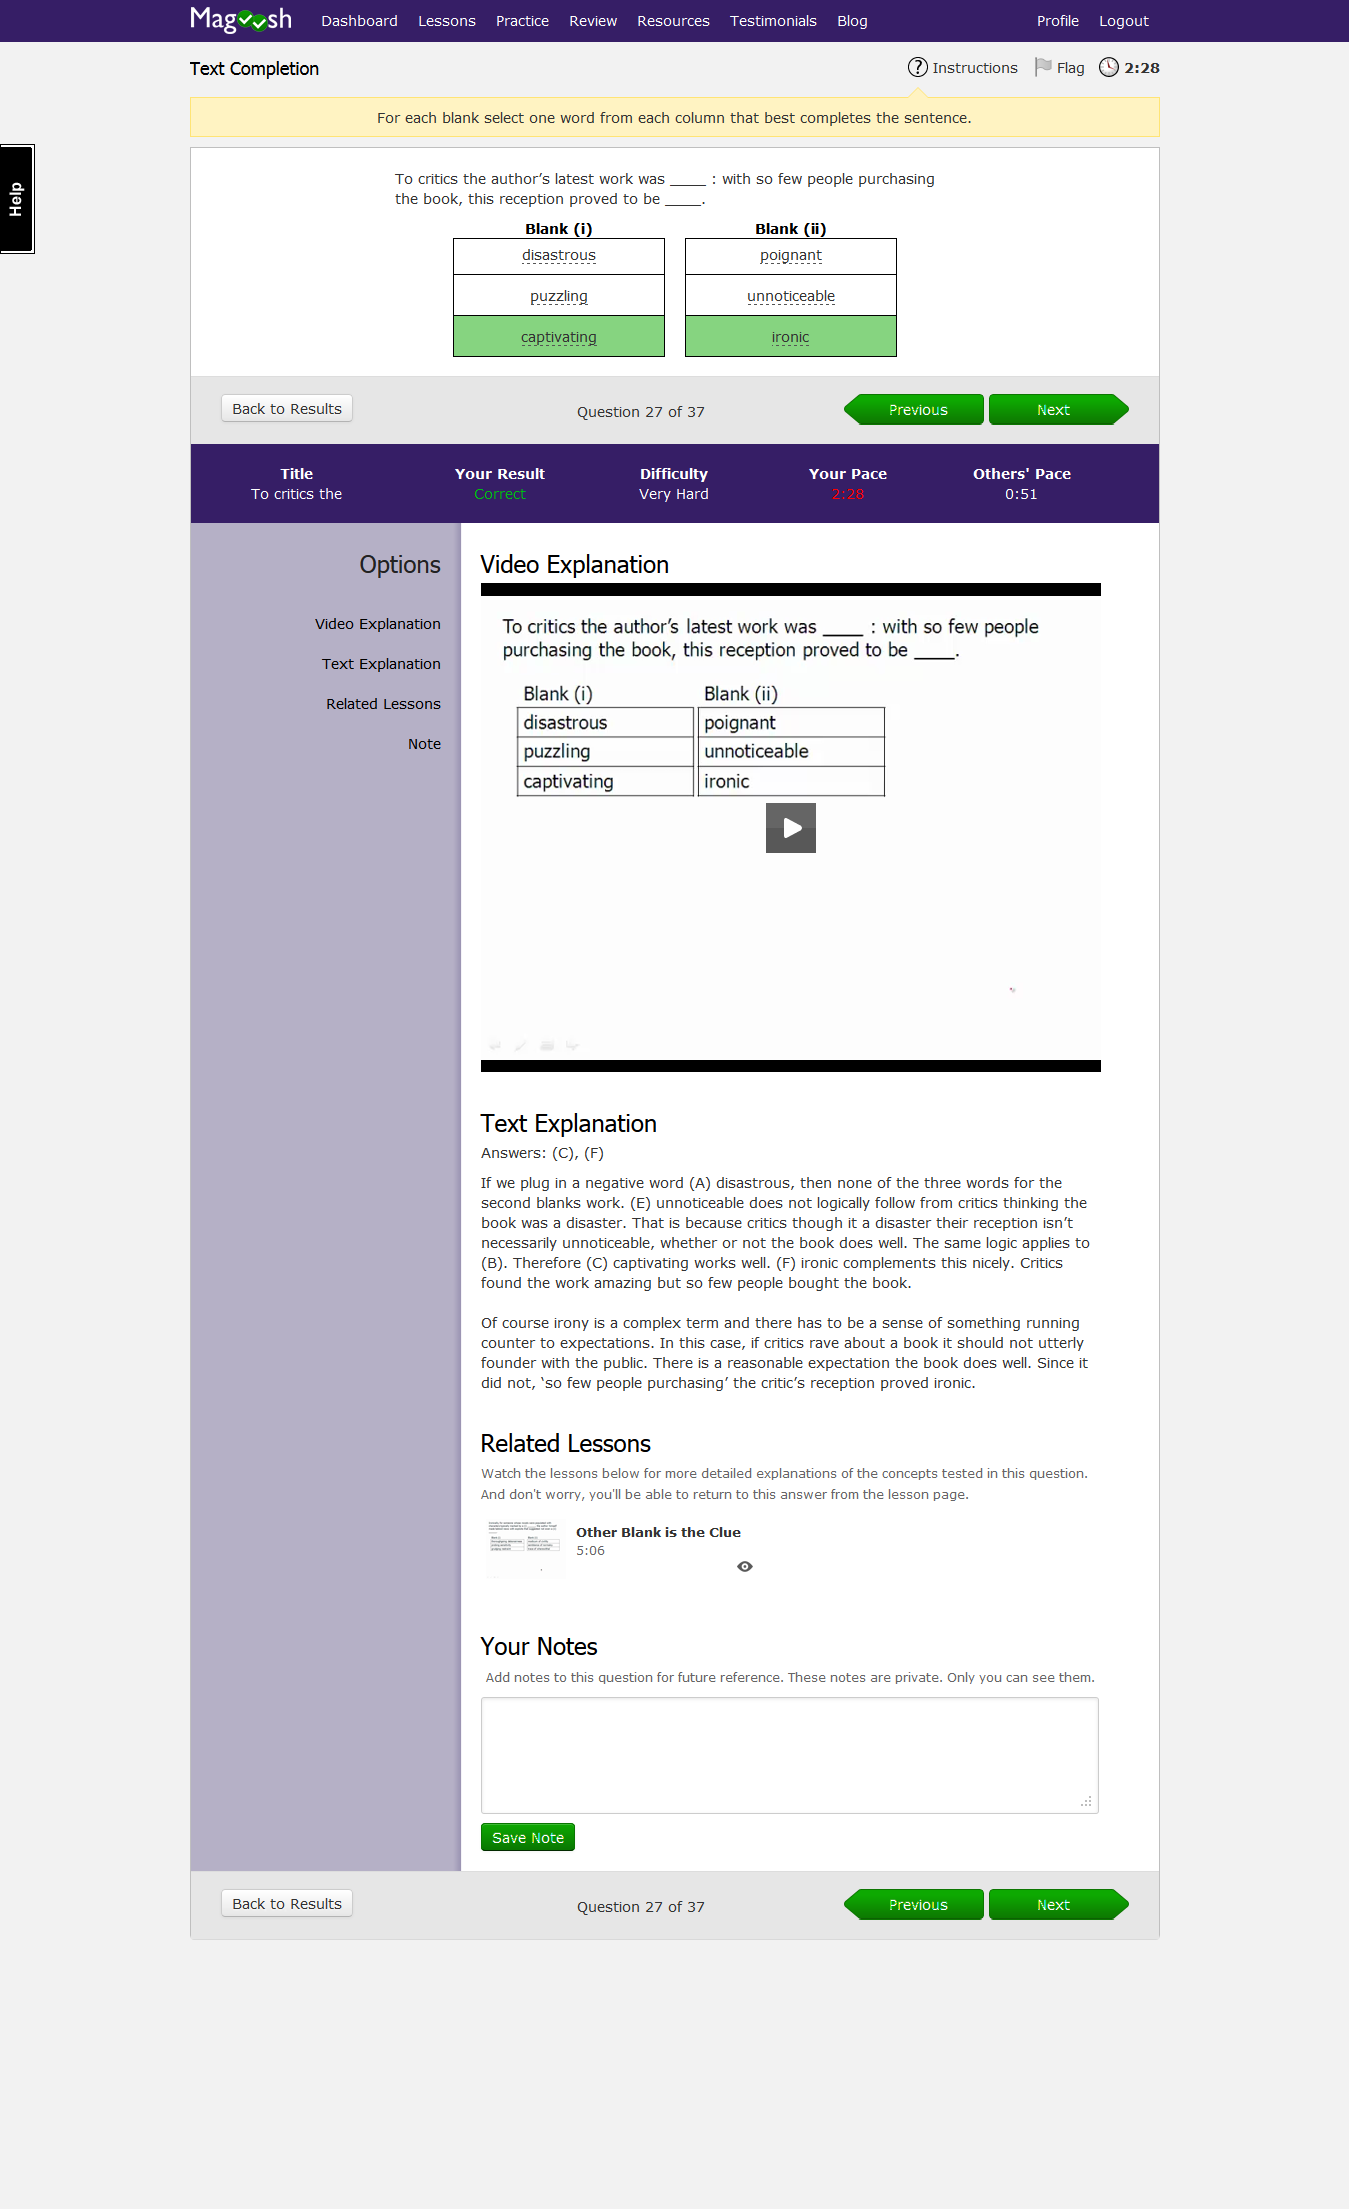 Magoosh Dashboard Lessons Practice Review Resources Testimonials Blog Profile Logout
Text Completion Instructions Flag 2:28
For each blank select one word from each column that best completes the sentence.
Help
To critics the author’s latest work was ____ : with so few people purchasing
the book, this reception proved to be ____.
Blank (i) Blank (ii)
disastrous poignant
puzzling unnoticeable
captivating ironic
Back to Results Question 27 of 37 Previous Next
Title Your Result Difficulty Your Pace Others' Pace
To critics the Correct Very Hard 2:28 0:51
Options
Video Explanation
Text Explanation
Related Lessons
Note
Video Explanation
To critics the author’s latest work was ____ : with so few people
purchasing the book, this reception proved to be ____.
Blank (i) Blank (ii)
disastrous poignant
puzzling unnoticeable
captivating ironic
Text Explanation
Answers: (C), (F)
If we plug in a negative word (A) disastrous, then none of the three words for the
second blanks work. (E) unnoticeable does not logically follow from critics thinking the
book was a disaster. That is because critics though it a disaster their reception isn’t
necessarily unnoticeable, whether or not the book does well. The same logic applies to
(B). Therefore (C) captivating works well. (F) ironic complements this nicely. Critics
found the work amazing but so few people bought the book.
Of course irony is a complex term and there has to be a sense of something running
counter to expectations. In this case, if critics rave about a book it should not utterly
founder with the public. There is a reasonable expectation the book does well. Since it
did not, ‘so few people purchasing’ the critic’s reception proved ironic.
Related Lessons
Watch the lessons below for more detailed explanations of the concepts tested in this question.
And don't worry, you'll be able to return to this answer from the lesson page.
Other Blank is the Clue
5:06
Your Notes
Add notes to this question for future reference. These notes are private. Only you can see them.
Save Note
Back to Results Question 27 of 37 Previous Next